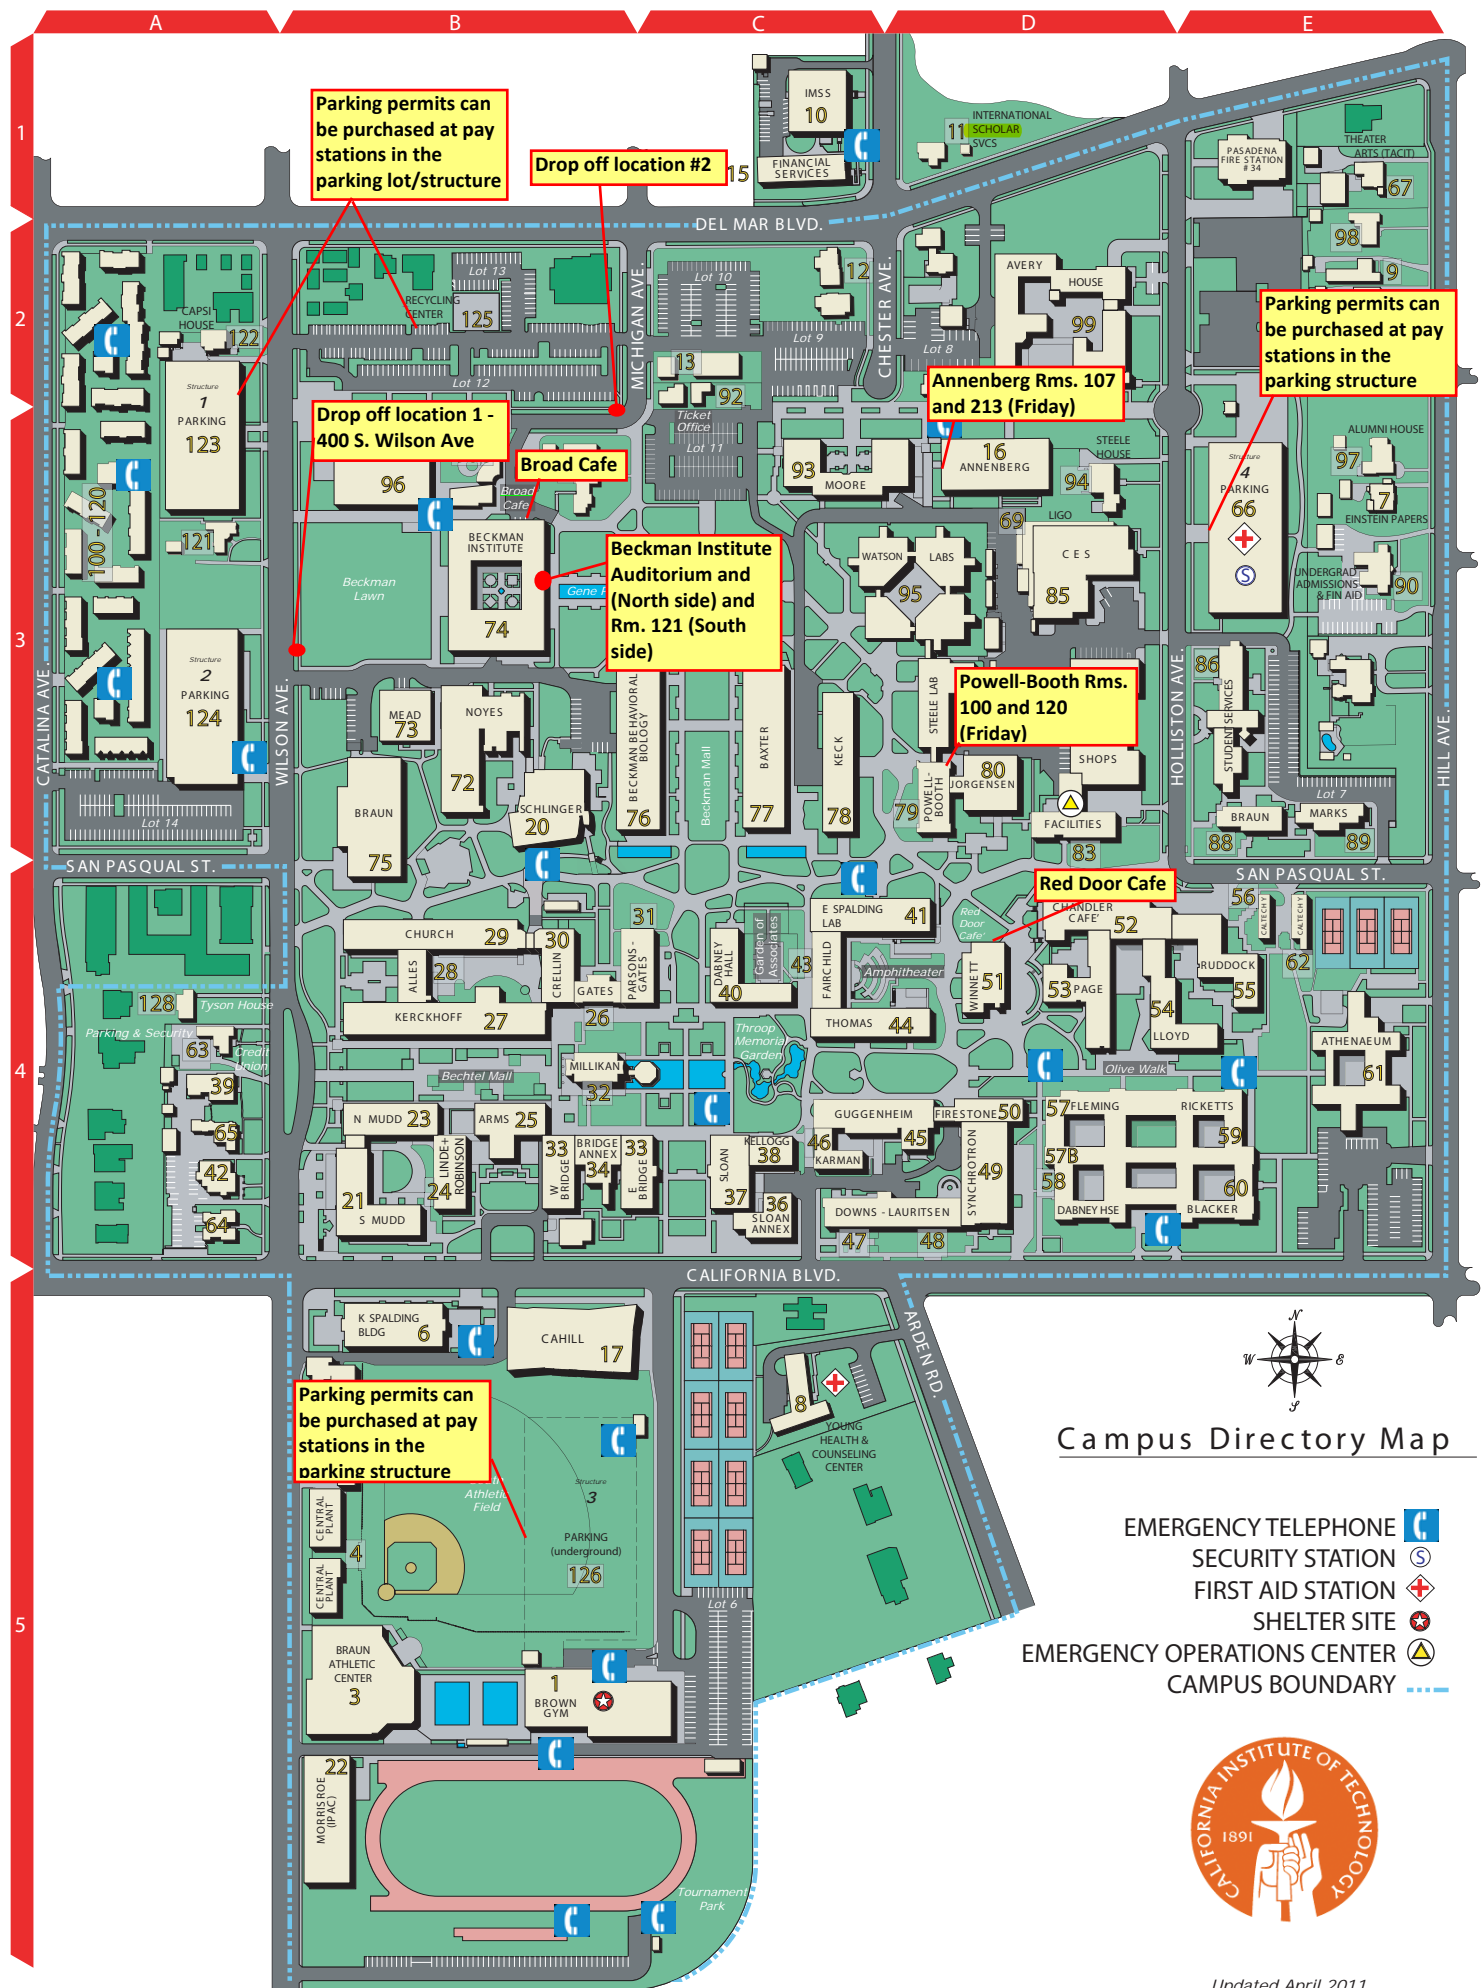 A B C D E
1
2
3
4
5
Parking permits can
be purchased at pay
stations in the
parking lot/structure
Drop off location #2
IMSS
10
15
FINANCIAL
SERVICES
11
INTERNATIONAL
SCHOLAR
SVCS
PASADENA
FIRE STATION
# 34
THEATER
ARTS (TACIT)
67
98
9
DEL MAR BLVD.
Lot 13
RECYCLING
CENTER
125
CAPSI
HOUSE
122
Lot 12
MICHIGAN AVE.
Lot 10
12
Lot 9
13
92
CHESTER AVE.
Lot 8
AVERY
HOUSE
99
Parking permits can
be purchased at pay
stations in the
parking structure
Annenberg Rms. 107
and 213 (Friday)
Structure
1
PARKING
123
Drop off location 1 -
400 S. Wilson Ave
Broad Cafe
Ticket
Office
Lot 11
96
Broad
Cafe
93
MOORE
16
ANNENBERG
STEELE
HOUSE
94
ALUMNI HOUSE
97
7
EINSTEIN PAPERS
Structure
4
PARKING
66
S
UNDERGRAD
ADMISSIONS
& FIN AID
90
100 - 120
121
BECKMAN
INSTITUTE
74
Beckman
Lawn
Gene P
Beckman Institute
Auditorium and
(North side) and
Rm. 121 (South
side)
WATSON
LABS
95
69
LIGO
C E S
85
Structure
2
PARKING
124
CATALINA AVE.
WILSON AVE.
HOLLISTON AVE.
HILL AVE.
Lot 14
MEAD
73
NOYES
72
BRAUN
75
SCHLINGER
20
BECKMAN BEHAVIORAL
BIOLOGY
76
Beckman Mall
BAXTER
77
KECK
78
STEELE LAB
Powell-Booth Rms.
100 and 120
(Friday)
79
POWELL-
BOOTH
80
JORGENSEN
SHOPS
FACILITIES
83
86
STUDENT SERVICES
Lot 7
BRAUN
88
MARKS
89
SAN PASQUAL ST.
SAN PASQUAL ST.
Red Door Cafe
Red
Door
Cafe'
CHANDLER
CAFE'
52
56
CALTECH Y
CALTECH Y
62
CHURCH
29
30
31
ALLES
28
CRELLIN
GATES
26
PARSONS-
GATES
KERCKHOFF
27
DABNEY
HALL
40
Garden of
Associates
43
E SPALDING
LAB
41
FAIRCHILD
Amphitheater
THOMAS
44
WINNETT
51
53
PAGE
54
LLOYD
RUDDOCK
55
128
Tyson House
Parking & Security
63
Credit
Union
39
65
42
64
MILLIKAN
32
Bechtel Mall
Throop
Memorial
Garden
Olive Walk
ATHENAEUM
61
N MUDD
23
LINDE+
ROBINSON
24
ARMS
25
21
S MUDD
33
W
BRIDGE
BRIDGE
ANNEX
34
33
E
BRIDGE
SLOAN
37
KELLOGG
38
36
SLOAN
ANNEX
GUGGENHEIM
46
KARMAN
45
FIRESTONE
50
SYNCHROTRON
49
DOWNS - LAURITSEN
47
48
57
FLEMING
57B
58
DABNEY HSE
RICKETTS
59
60
BLACKER
CALIFORNIA BLVD.
K SPALDING
BLDG
6
CAHILL
17
ARDEN RD.
8
YOUNG
HEALTH &
COUNSELING
CENTER
Parking permits can
be purchased at pay
stations in the
parking structure
Athletic
Field
Structure
3
PARKING
(underground)
126
CENTRAL
PLANT
4
CENTRAL
PLANT
Lot 6
BRAUN
ATHLETIC
CENTER
3
1
BROWN
GYM
22
MORRISROE
(IPAC)
Tournament
Park
N
W E
S
Campus Directory Map
EMERGENCY TELEPHONE
SECURITY STATION S
FIRST AID STATION
SHELTER SITE
EMERGENCY OPERATIONS CENTER
CAMPUS BOUNDARY
CALIFORNIA INSTITUTE OF TECHNOLOGY
1891
Updated April 2011